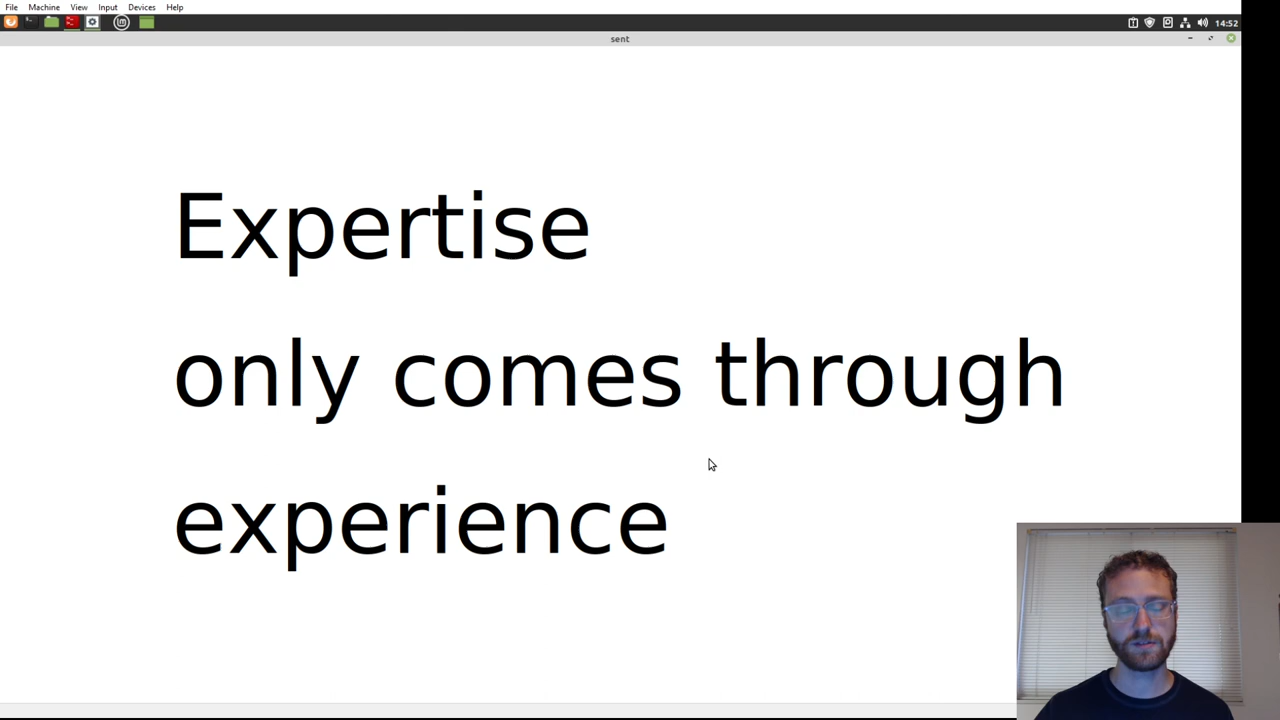 File Machine View Input Devices Help
14:52
sent
Expertise
only comes through
experience